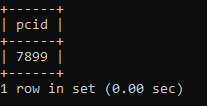 +------+
| pcid |
+------+
| 7899 |
+------+
1 row in set (0.00 sec)